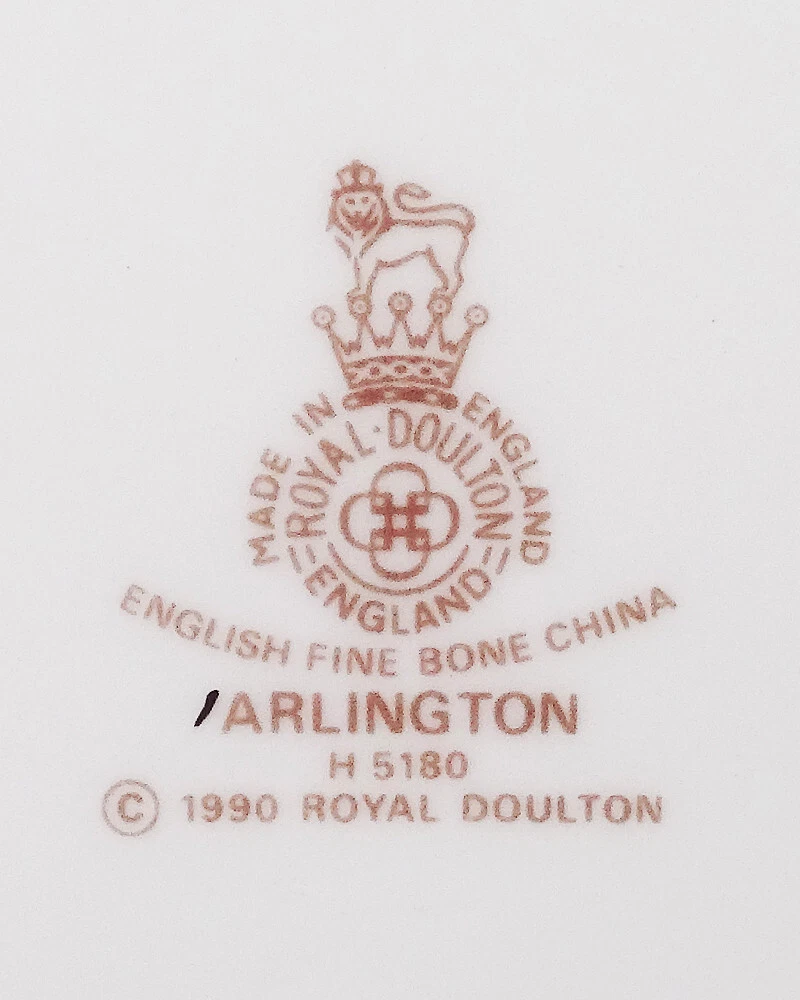 MADE IN ENGLAND
ROYAL·DOULTON
ENGLAND
ENGLISH FINE BONE CHINA
ARLINGTON
H 5180
© 1990 ROYAL DOULTON